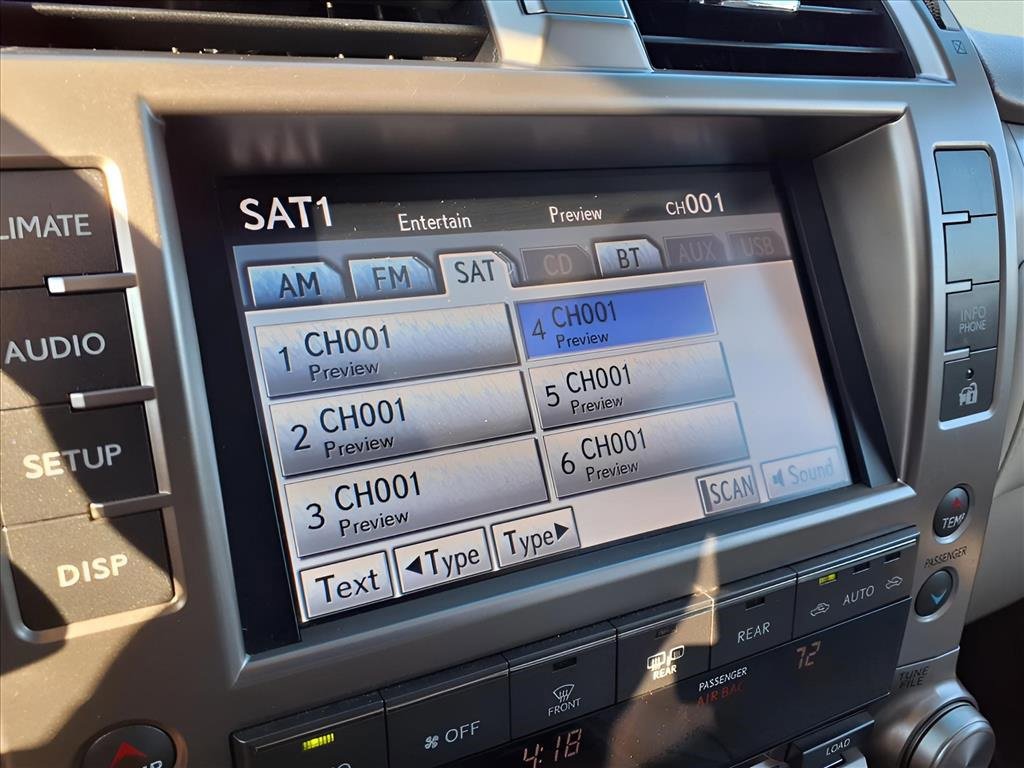 SAT1 Entertain Preview CH001
AM FM SAT CD BT AUX USB
1 CH001
Preview
4 CH001
Preview
2 CH001
Preview
5 CH001
Preview
3 CH001
Preview
6 CH001
Preview
SCAN Sound
Text ◀Type Type▶
LIMATE
AUDIO
SETUP
DISP
INFO
PHONE
TEMP
PASSENGER
OFF
FRONT
REAR
REAR
AUTO
PASSENGER
AIR BAG
72
4:18
TUNE
FILE
LOAD